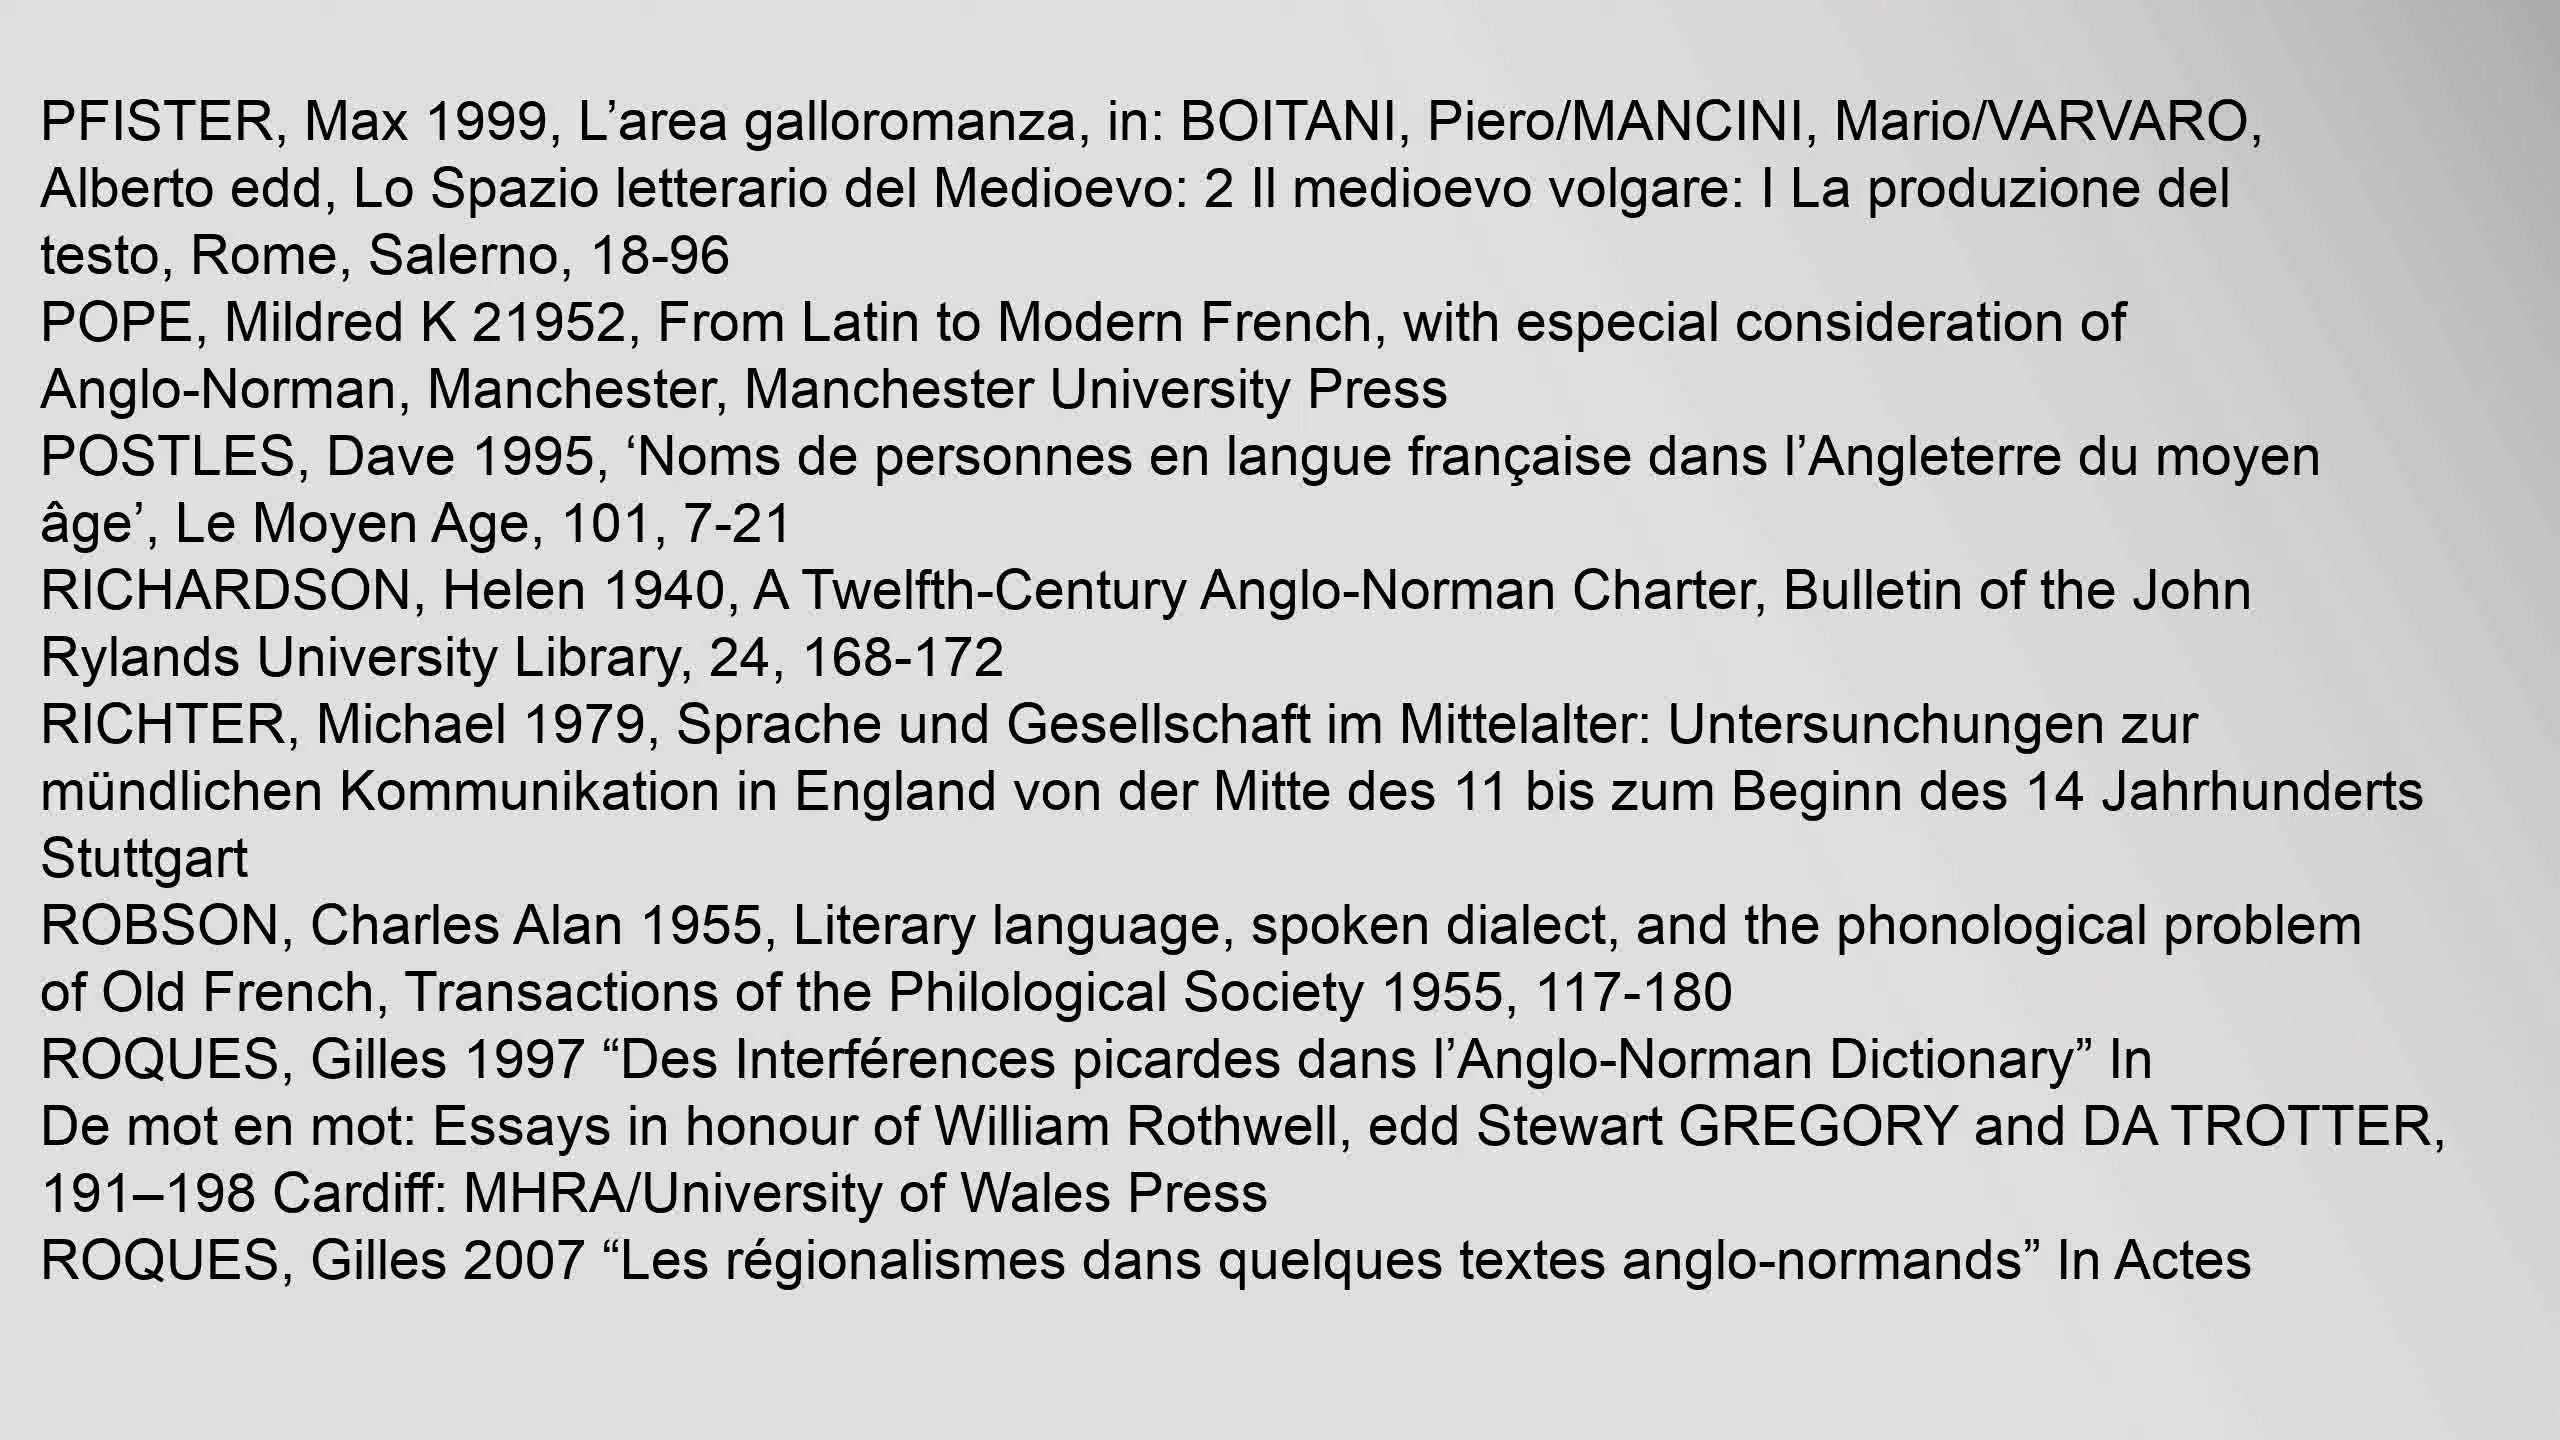 PFISTER, Max 1999, L’area galloromanza, in: BOITANI, Piero/MANCINI, Mario/VARVARO,
Alberto edd, Lo Spazio letterario del Medioevo: 2 Il medioevo volgare: I La produzione del
testo, Rome, Salerno, 18-96
POPE, Mildred K 21952, From Latin to Modern French, with especial consideration of
Anglo-Norman, Manchester, Manchester University Press
POSTLES, Dave 1995, ‘Noms de personnes en langue française dans l’Angleterre du moyen
âge’, Le Moyen Age, 101, 7-21
RICHARDSON, Helen 1940, A Twelfth-Century Anglo-Norman Charter, Bulletin of the John
Rylands University Library, 24, 168-172
RICHTER, Michael 1979, Sprache und Gesellschaft im Mittelalter: Untersunchungen zur
mündlichen Kommunikation in England von der Mitte des 11 bis zum Beginn des 14 Jahrhunderts
Stuttgart
ROBSON, Charles Alan 1955, Literary language, spoken dialect, and the phonological problem
of Old French, Transactions of the Philological Society 1955, 117-180
ROQUES, Gilles 1997 “Des Interférences picardes dans l’Anglo-Norman Dictionary” In
De mot en mot: Essays in honour of William Rothwell, edd Stewart GREGORY and DA TROTTER,
191–198 Cardiff: MHRA/University of Wales Press
ROQUES, Gilles 2007 “Les régionalismes dans quelques textes anglo-normands” In Actes